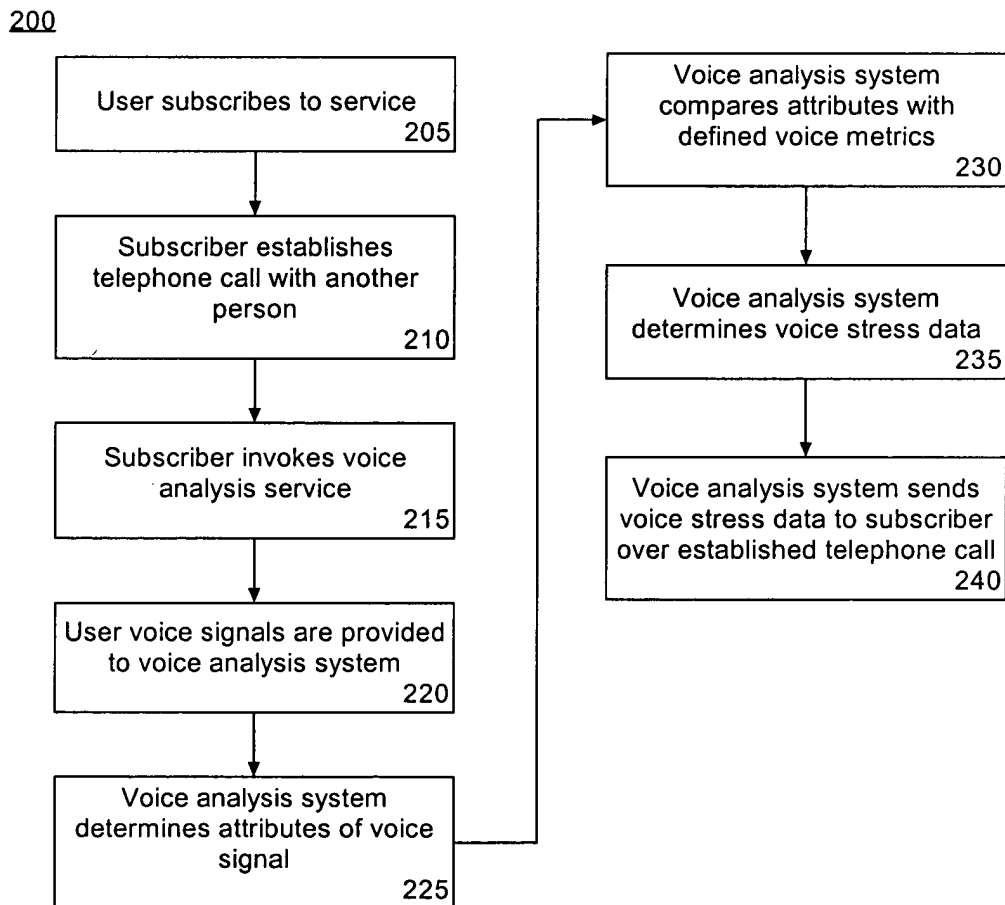 200
User subscribes to service
205
Subscriber establishes
telephone call with another
person
210
Subscriber invokes voice
analysis service
215
User voice signals are provided
to voice analysis system
220
Voice analysis system
determines attributes of voice
signal
225
Voice analysis system
compares attributes with
defined voice metrics
230
Voice analysis system
determines voice stress data
235
Voice analysis system sends
voice stress data to subscriber
over established telephone call
240